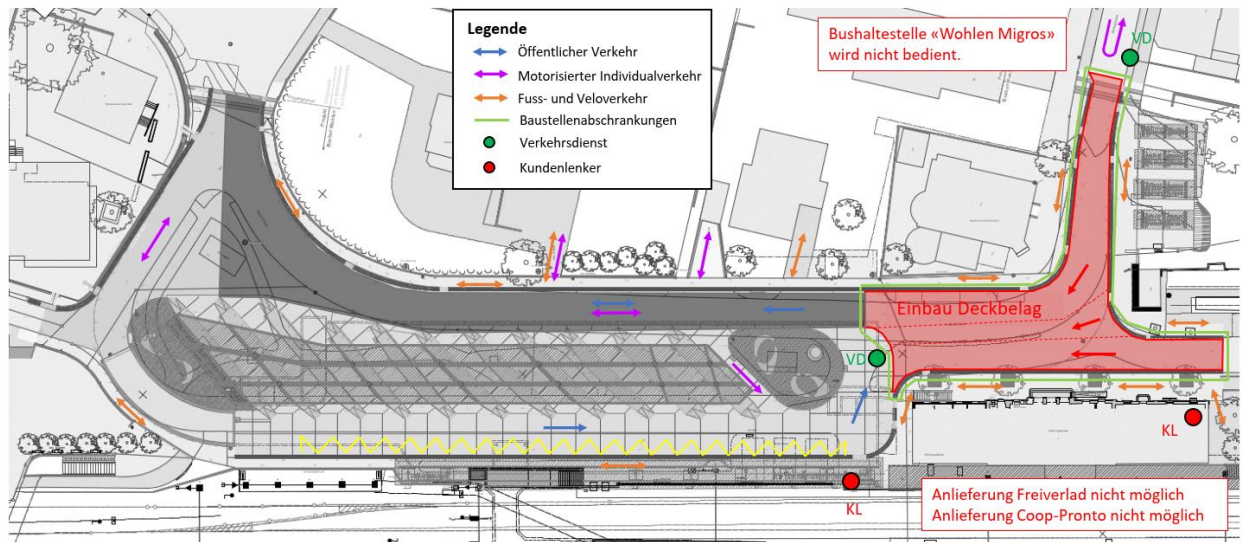 Legende
Öffentlicher Verkehr
Motorisierter Individualverkehr
Fuss- und Veloverkehr
Baustellenabschrankungen
Verkehrsdienst
Kundenlenker
Bushaltestelle «Wohlen Migros»
wird nicht bedient.
VD
Einbau Deckbelag
VD
KL
KL
Anlieferung Freiverlad nicht möglich
Anlieferung Coop-Pronto nicht möglich